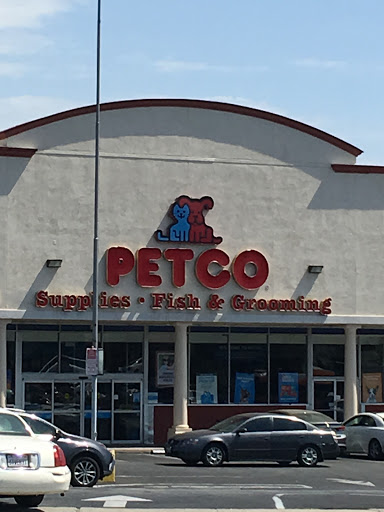 PETCO
Supplies • Fish & Grooming